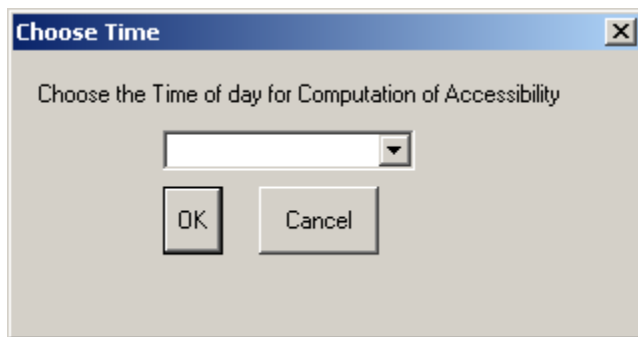 Choose Time
Choose the Time of day for Computation of Accessibility
OK
Cancel